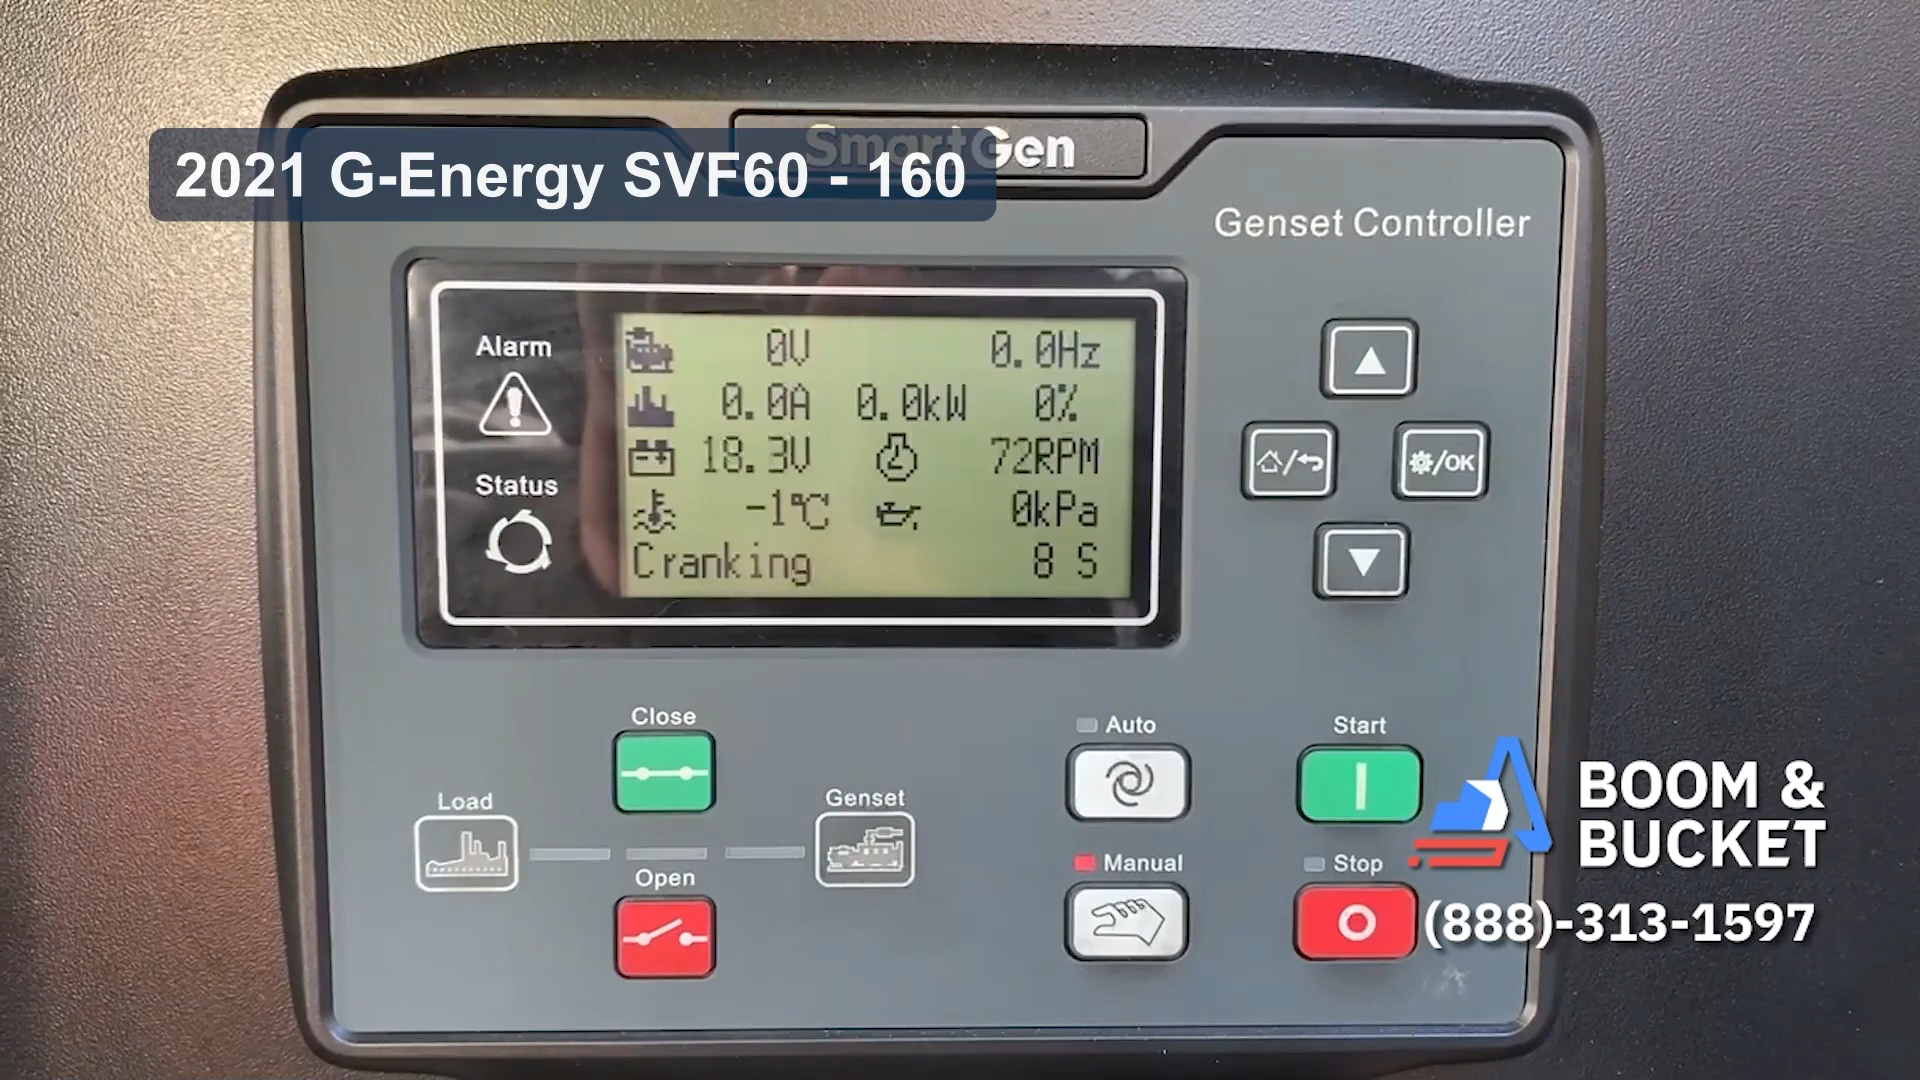 SmartGen
2021 G-Energy SVF60 - 160
Genset Controller
Alarm
0V 0.0Hz
0.0A 0.0kW 0%
18.3V 72RPM
Status
-1℃ 0kPa
Cranking 8 S
/OK
Close
Auto
Start
Load
Genset
Open
Manual
Stop
BOOM &
BUCKET
(888)-313-1597